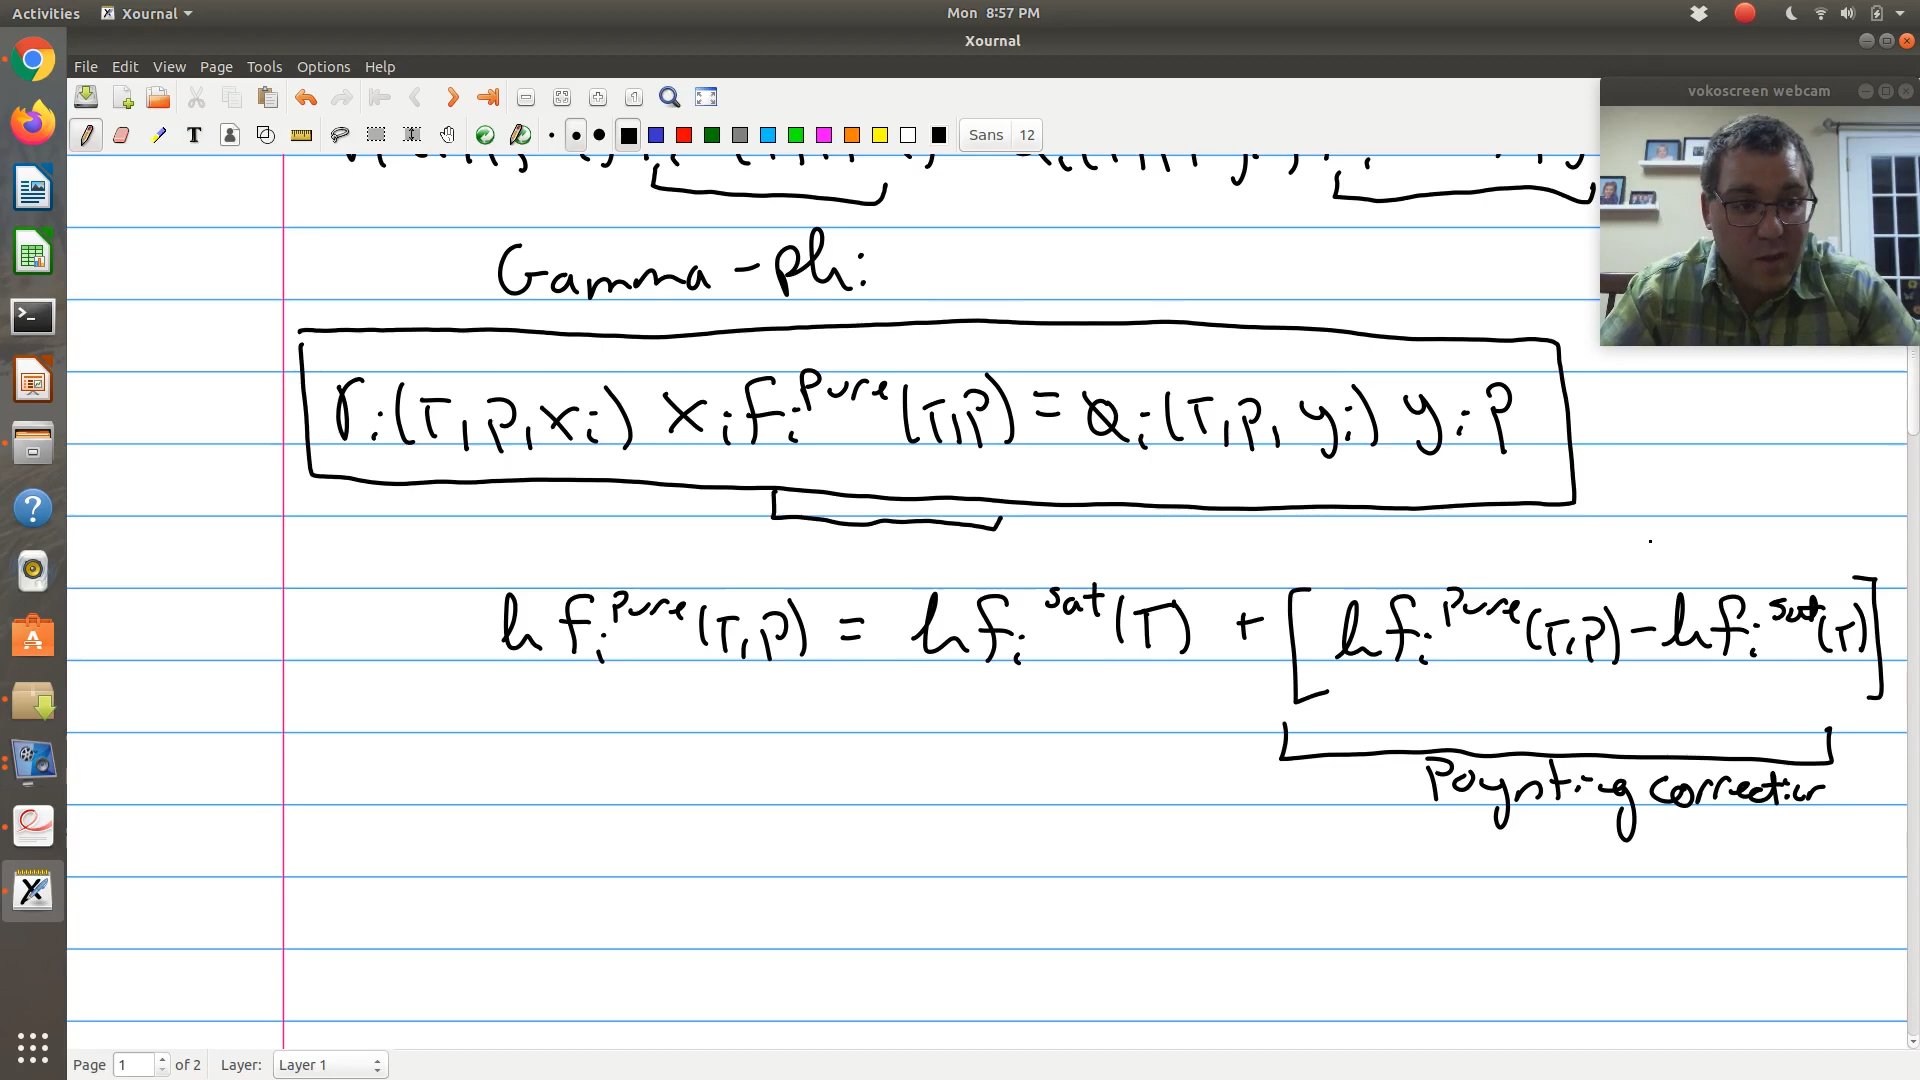 Activities Xournal Mon 8:57 PM
Xournal
File Edit View Page Tools Options Help
vokoscreen webcam
Sans 12
Gamma-phi:
γi(T,P,xi) xi fi^pure(T,P) = φi(T,P,yi) yi P
ln fi^pure(T,P) = ln fi^sat(T) + [ln fi^pure(T,P) - ln fi^sat(T)]
Poynting correction
Page 1 of 2 Layer: Layer 1